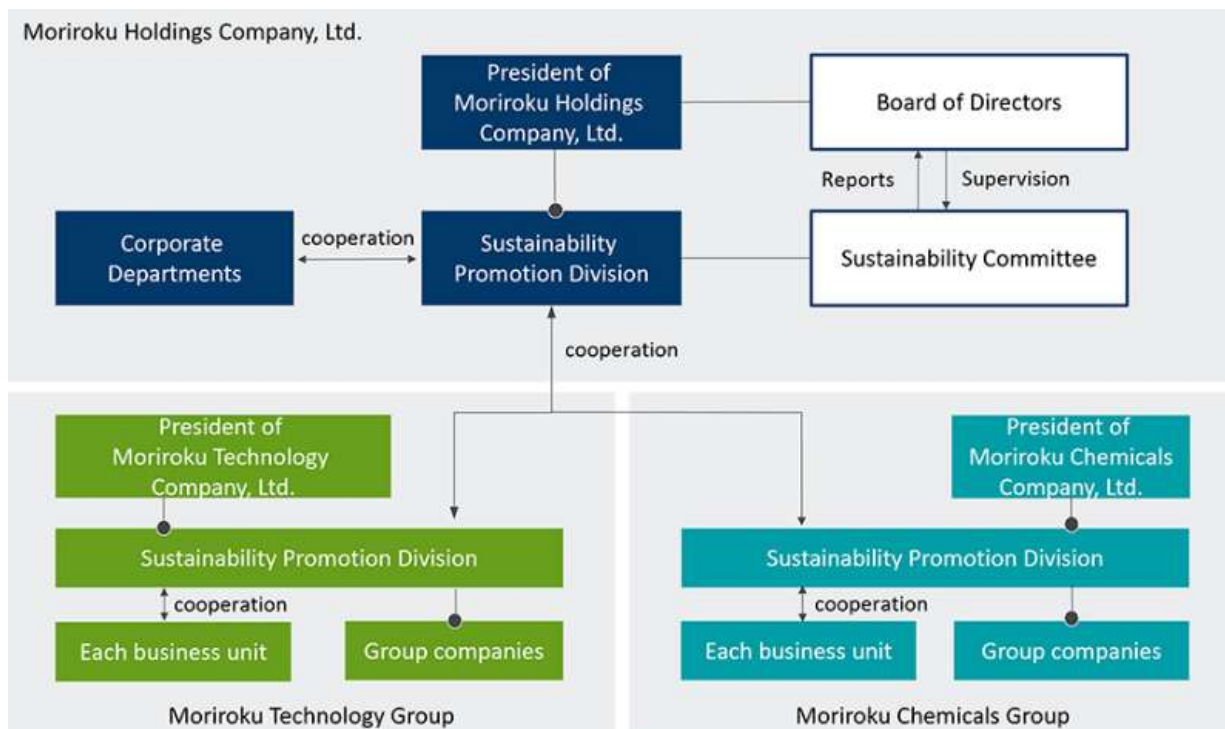 Moriroku Holdings Company, Ltd.
President of
Moriroku Holdings
Company, Ltd.
Board of Directors
Reports
Supervision
Corporate
Departments
cooperation
Sustainability
Promotion Division
Sustainability Committee
cooperation
President of
Moriroku Technology
Company, Ltd.
Sustainability Promotion Division
cooperation
Each business unit
Group companies
Moriroku Technology Group
President of
Moriroku Chemicals
Company, Ltd.
Sustainability Promotion Division
cooperation
Each business unit
Group companies
Moriroku Chemicals Group